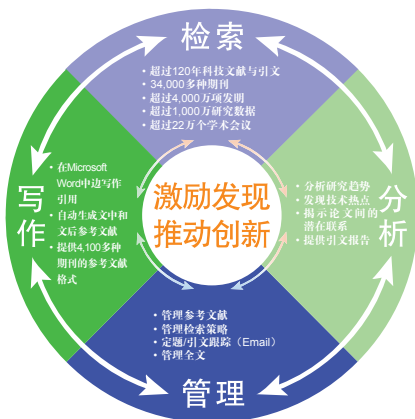 检索
• 超过120年科技文献与引文
• 34,000多种期刊
• 超过4,000万项发明
• 超过1,000万研究数据
• 超过22万个学术会议
写作
• 在Microsoft
Word中边写作
引用
• 自动生成文中和
文后参考文献
• 提供4,100多种
期刊的参考文献
格式
激励发现
推动创新
• 分析研究趋势
• 发现技术热点
• 揭示论文间的
潜在联系
• 提供引文报告
分析
• 管理参考文献
• 管理检索策略
• 定题/引文跟踪（Email）
• 管理全文
管理